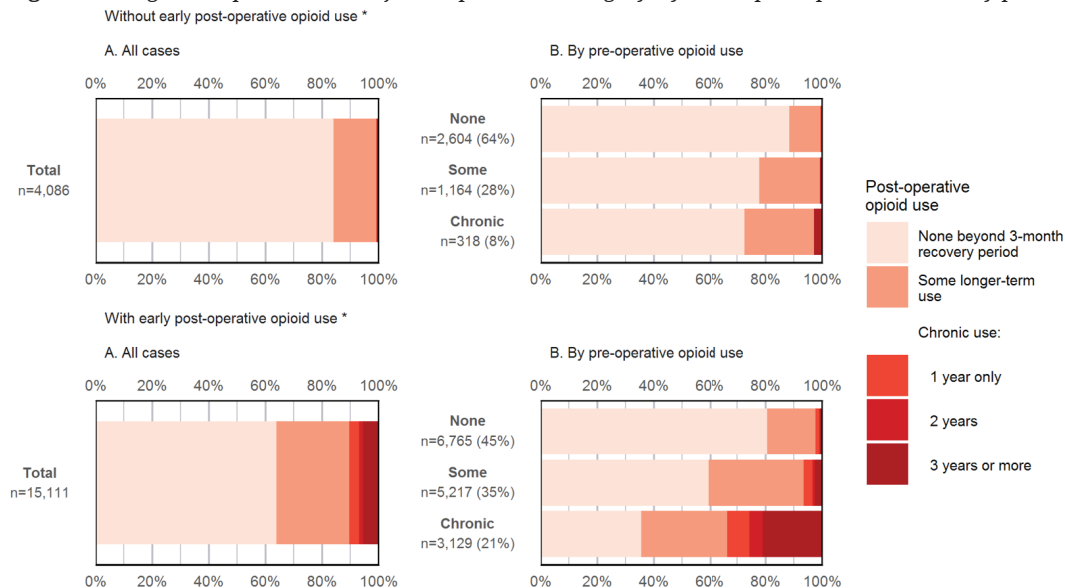 Without early post-operative opioid use *
A. All cases
B. By pre-operative opioid use
0% 20% 40% 60% 80% 100%
0% 20% 40% 60% 80% 100%
Total
n=4,086
None
n=2,604 (64%)
Some
n=1,164 (28%)
Chronic
n=318 (8%)
0% 20% 40% 60% 80% 100%
0% 20% 40% 60% 80% 100%
With early post-operative opioid use *
A. All cases
B. By pre-operative opioid use
0% 20% 40% 60% 80% 100%
0% 20% 40% 60% 80% 100%
Total
n=15,111
None
n=6,765 (45%)
Some
n=5,217 (35%)
Chronic
n=3,129 (21%)
0% 20% 40% 60% 80% 100%
0% 20% 40% 60% 80% 100%
Post-operative
opioid use
None beyond 3-month
recovery period
Some longer-term
use
Chronic use:
1 year only
2 years
3 years or more